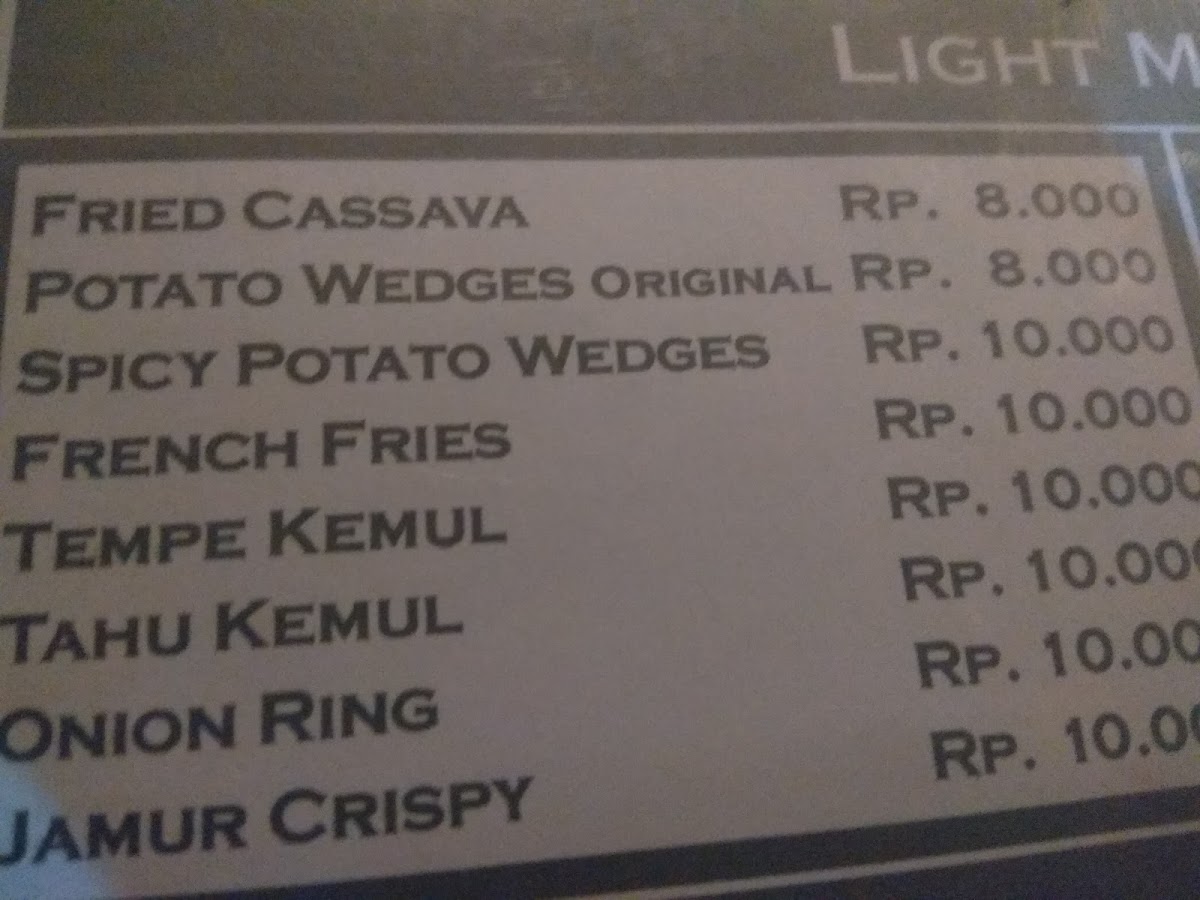 LIGHT M
FRIED CASSAVA RP. 8.000
POTATO WEDGES ORIGINAL RP. 8.000
SPICY POTATO WEDGES RP. 10.000
FRENCH FRIES RP. 10.000
TEMPE KEMUL RP. 10.000
TAHU KEMUL RP. 10.00
ONION RING RP. 10.00
JAMUR CRISPY RP. 10.00